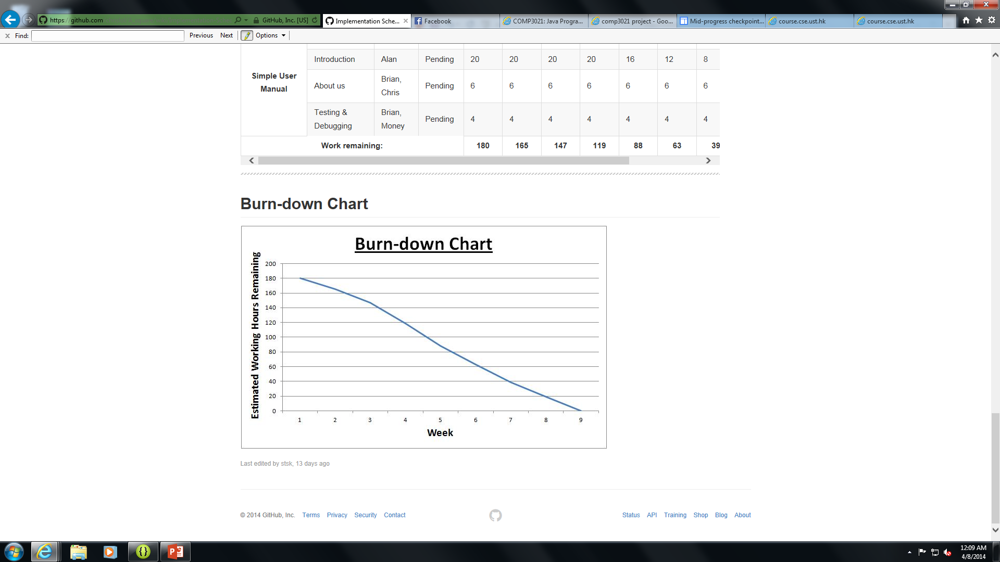 https://github.com
GitHub, Inc. [US]
Implementation Sche...
Facebook
COMP3021: Java Progra...
comp3021 project - Goo...
Mid-progress checkpoint...
course.cse.ust.hk
course.cse.ust.hk
Find:
Previous
Next
Options
Simple User
Manual
Introduction Alan Pending 20 20 20 20 16 12 8
About us Brian, Chris Pending 6 6 6 6 6 6 6
Testing & Debugging Brian, Money Pending 4 4 4 4 4 4 4
Work remaining: 180 165 147 119 88 63 39
Burn-down Chart
Burn-down Chart
Estimated Working Hours Remaining
200
180
160
140
120
100
80
60
40
20
0
1 2 3 4 5 6 7 8 9
Week
Last edited by stsk, 13 days ago
© 2014 GitHub, Inc. Terms Privacy Security Contact
Status API Training Shop Blog About
12:09 AM
4/8/2014